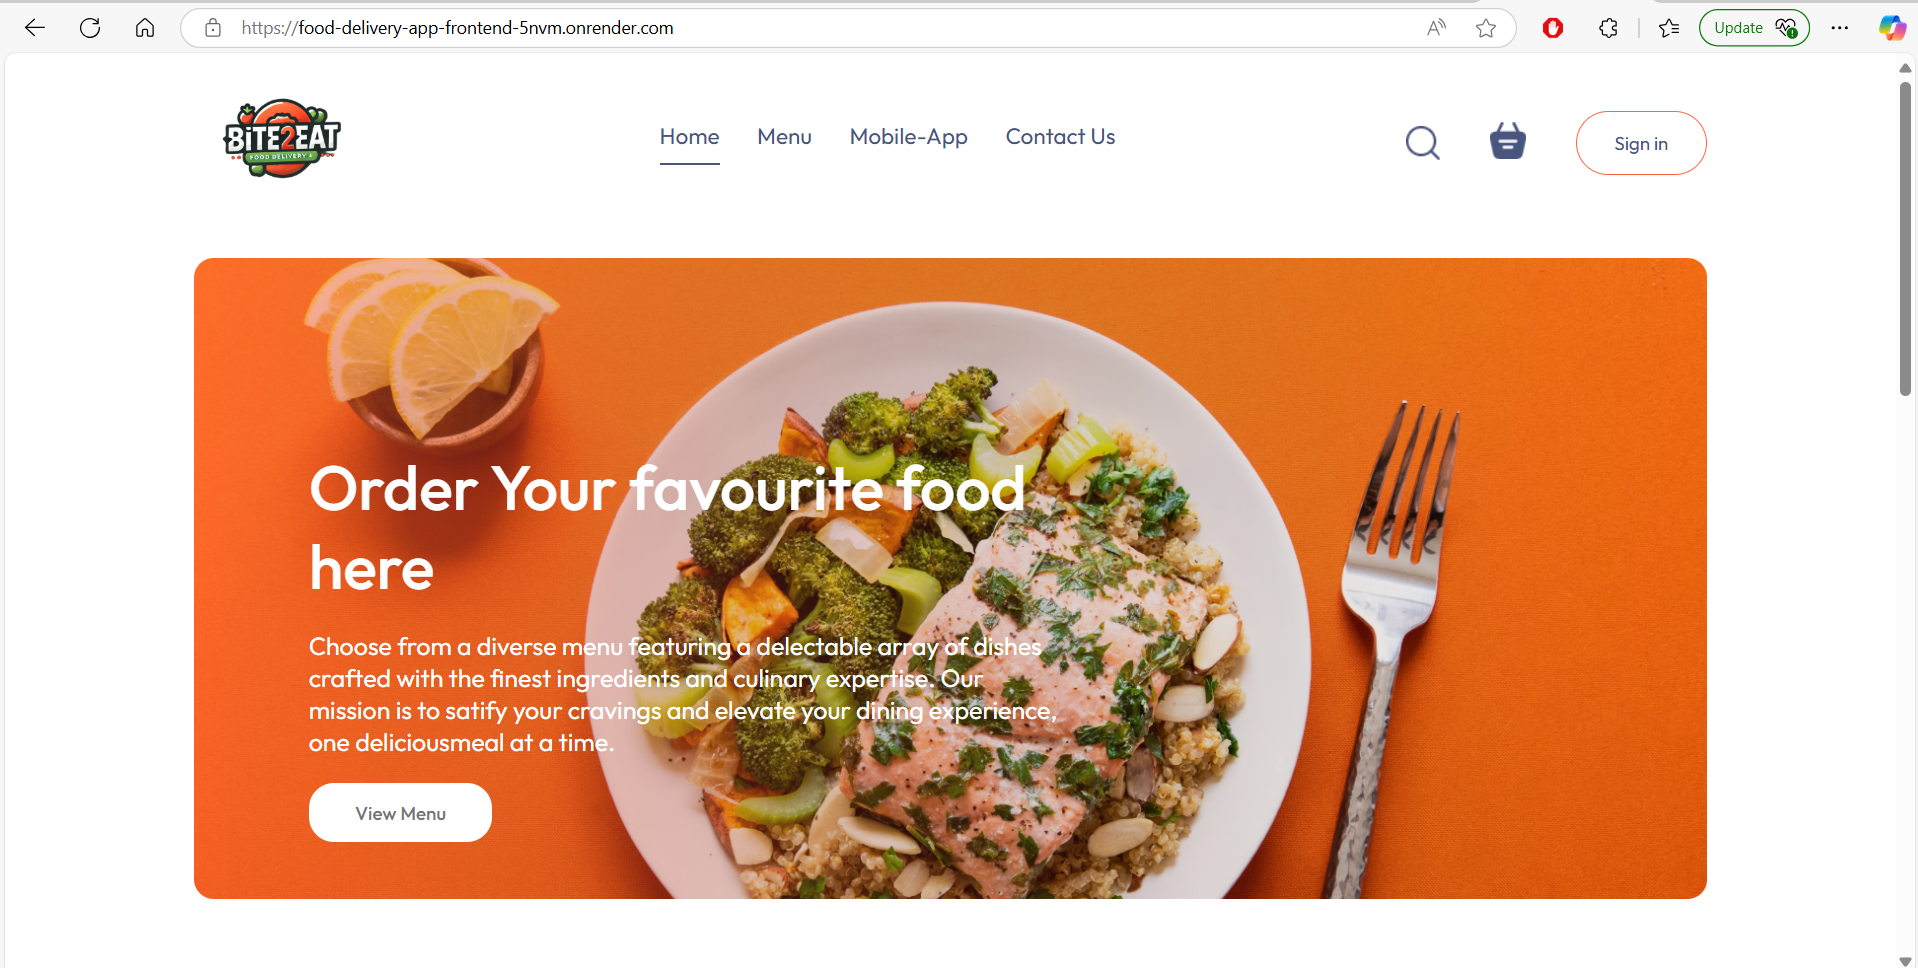 https://food-delivery-app-frontend-5nvm.onrender.com
Update
BITE2EAT
FOOD DELIVERY
Home Menu Mobile-App Contact Us
Sign in
Order Your favourite food
here
Choose from a diverse menu featuring a delectable array of dishes
crafted with the finest ingredients and culinary expertise. Our
mission is to satify your cravings and elevate your dining experience,
one deliciousmeal at a time.
View Menu